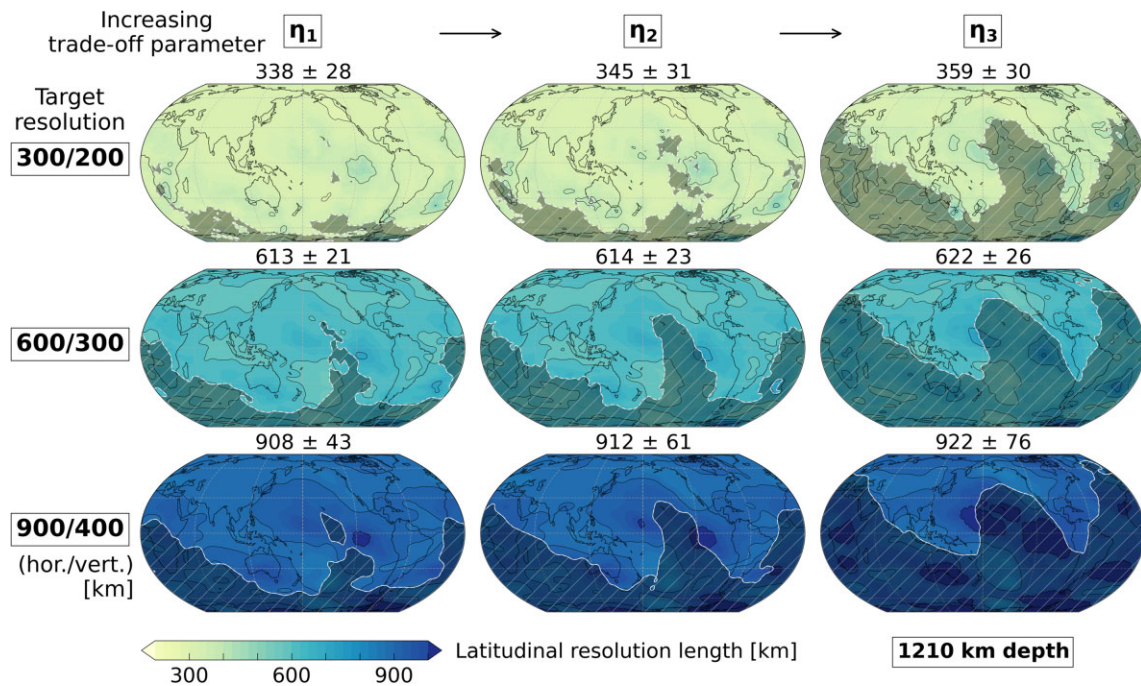 Increasing
trade-off parameter
η1
η2
η3
338 ± 28
345 ± 31
359 ± 30
Target
resolution
300/200
613 ± 21
614 ± 23
622 ± 26
600/300
908 ± 43
912 ± 61
922 ± 76
900/400
(hor./vert.)
[km]
300
600
900
Latitudinal resolution length [km]
1210 km depth